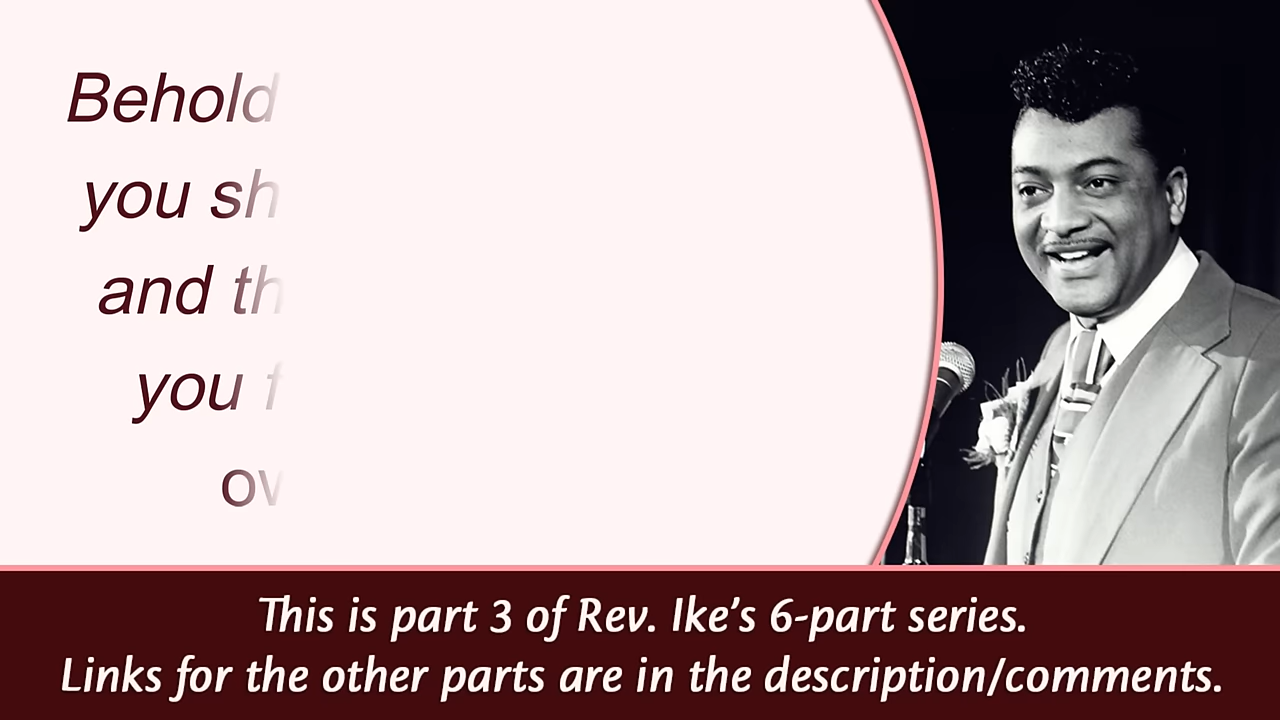 Behold
you
and
you
This is part 3 of Rev. Ike's 6-part series.
Links for the other parts are in the description/comments.